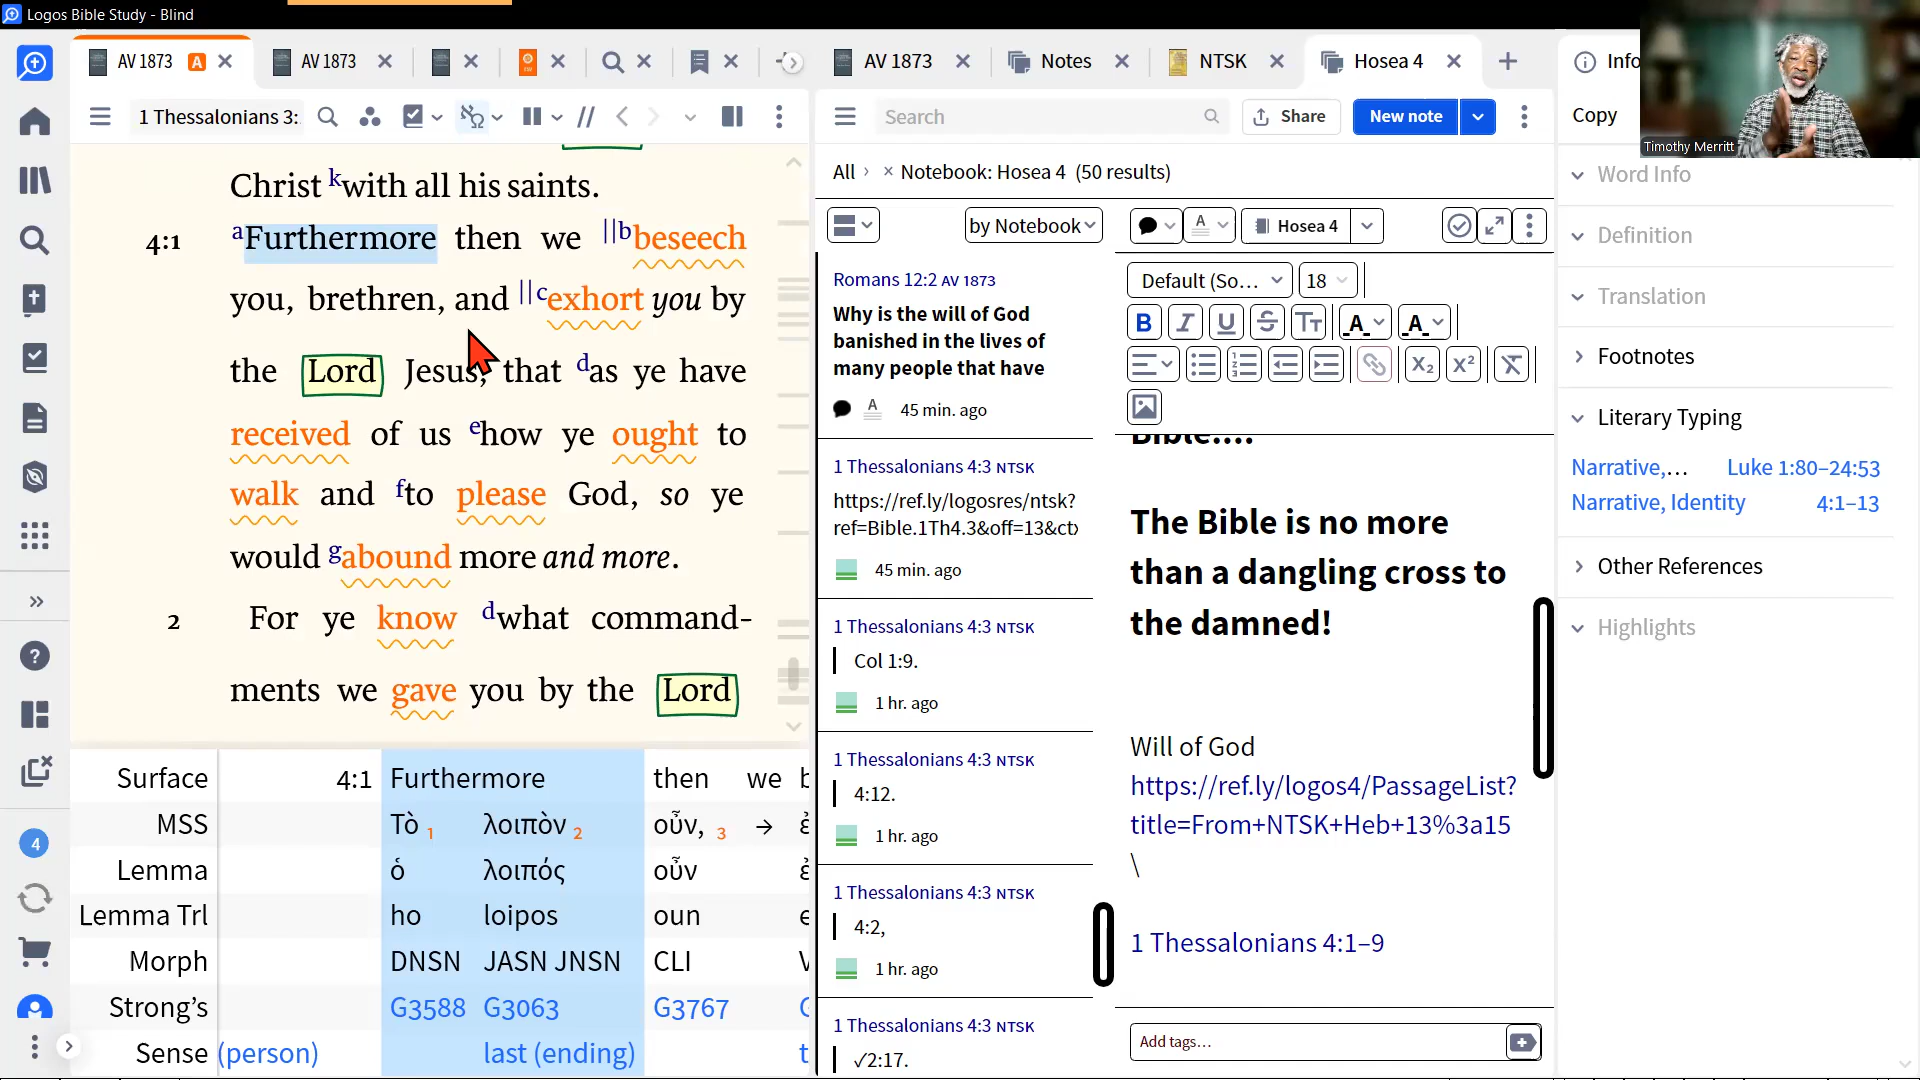 Logos Bible Study - Blind
AV 1873 A
AV 1873
AV 1873
Notes
NTSK
Hosea 4
Info
1 Thessalonians 3:
Search
Share
New note
Copy
Timothy Merritt
Christ kwith all his saints.
4:1 aFurthermore then we ||bbeseech
you, brethren, and ||cexhort you by
the Lord Jesus, that das ye have
received of us ehow ye ought to
walk and fto please God, so ye
would gabound more and more.
2 For ye know dwhat command-
ments we gave you by the Lord
Surface 4:1 Furthermore then we
MSS Τὸ 1 λοιπὸν 2 οὖν, 3 →
Lemma ὁ λοιπός οὖν
Lemma Trl ho loipos oun
Morph DNSN JASN JNSN CLI
Strong's G3588 G3063 G3767
Sense (person) last (ending)
4
All › × Notebook: Hosea 4 (50 results)
by Notebook
Romans 12:2 AV 1873
Why is the will of God
banished in the lives of
many people that have
45 min. ago
1 Thessalonians 4:3 NTSK
https://ref.ly/logosres/ntsk?
ref=Bible.1Th4.3&off=13&ctx
45 min. ago
1 Thessalonians 4:3 NTSK
Col 1:9.
1 hr. ago
1 Thessalonians 4:3 NTSK
4:12.
1 hr. ago
1 Thessalonians 4:3 NTSK
4:2,
1 hr. ago
1 Thessalonians 4:3 NTSK
✓2:17.
Hosea 4
Default (So... 18
Bible....
The Bible is no more
than a dangling cross to
the damned!
Will of God
https://ref.ly/logos4/PassageList?
title=From+NTSK+Heb+13%3a15
\
1 Thessalonians 4:1–9
Add tags...
Word Info
Definition
Translation
Footnotes
Literary Typing
Narrative,... Luke 1:80–24:53
Narrative, Identity 4:1–13
Other References
Highlights